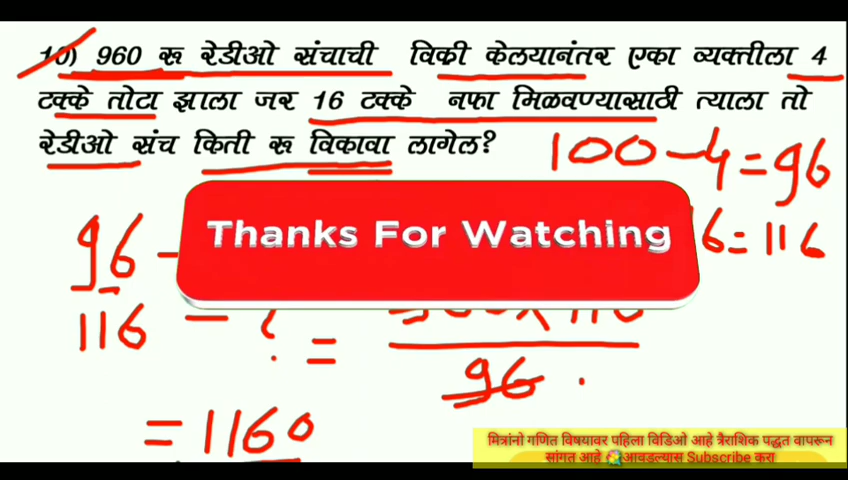 10) 960 रू रेडीओ संचाची विकी केलयानंतर एका व्यक्तीला 4
टक्के तोटा झाला जर 16 टक्के नफा मिळवण्यासाठी त्याला तो
रेडीओ संच किती रू विकावा लागेल?
100 - 4 = 96
6 = 116
96 -
Thanks For Watching
116 - ?
=
96
= 1160
मित्रांनो गणित विषयावर पहिला विडिओ आहे त्रैराशिक पद्धत वापरून
सांगत आहे 💐आवडल्यास Subscribe करा